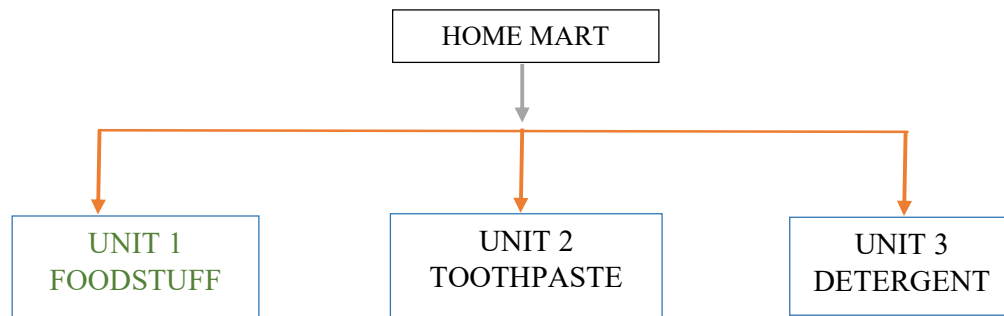 HOME MART
UNIT 1
FOODSTUFF
UNIT 2
TOOTHPASTE
UNIT 3
DETERGENT